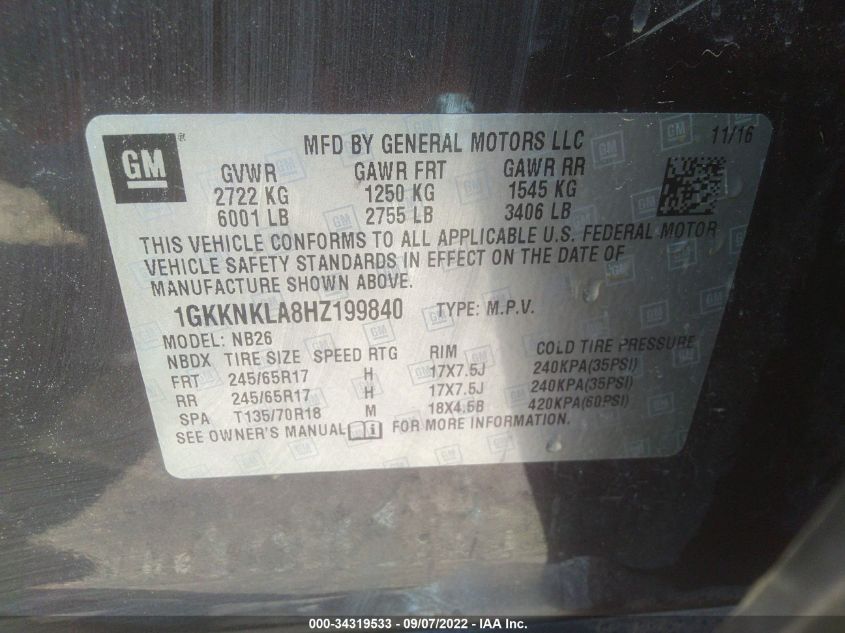 GM ®
MFD BY GENERAL MOTORS LLC
11/16
GVWR GAWR FRT GAWR RR
2722 KG 1250 KG 1545 KG
6001 LB 2755 LB 3406 LB
THIS VEHICLE CONFORMS TO ALL APPLICABLE U.S. FEDERAL MOTOR
VEHICLE SAFETY STANDARDS IN EFFECT ON THE DATE OF
MANUFACTURE SHOWN ABOVE.
1GKKNKLA8HZ199840 TYPE: M.P.V.
MODEL: NB26
NBDX TIRE SIZE SPEED RTG RIM COLD TIRE PRESSURE
FRT 245/65R17 H 17X7.5J 240KPA(35PSI)
RR 245/65R17 H 17X7.5J 240KPA(35PSI)
SPA T135/70R18 M 18X4.5B 420KPA(60PSI)
SEE OWNER'S MANUAL FOR MORE INFORMATION.
000-34319533 - 09/07/2022 - IAA Inc.